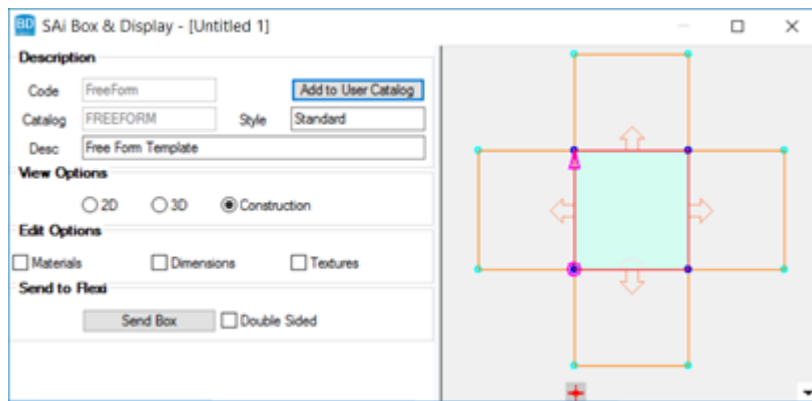 BD SAi Box & Display - [Untitled 1]
Description
Code FreeForm Add to User Catalog
Catalog FREEFORM Style Standard
Desc Free Form Template
View Options
2D 3D Construction
Edit Options
Materials Dimensions Textures
Send to Flexi
Send Box Double Sided